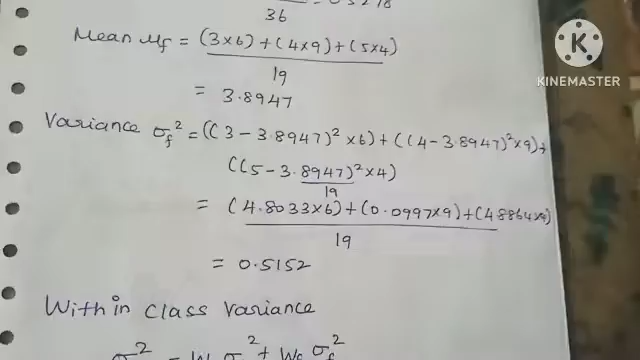 36
Mean Mf = (3×6)+(4×9)+(5×4)
19
= 3.8947
Variance σf² = ((3-3.8947)²×6)+((4-3.8947)²×9)+
((5-3.8947)²×4)
19
= (4.8033×6)+(0.0997×9)+(4.8864×9)
19
= 0.5152
Within class variance
KINEMASTER